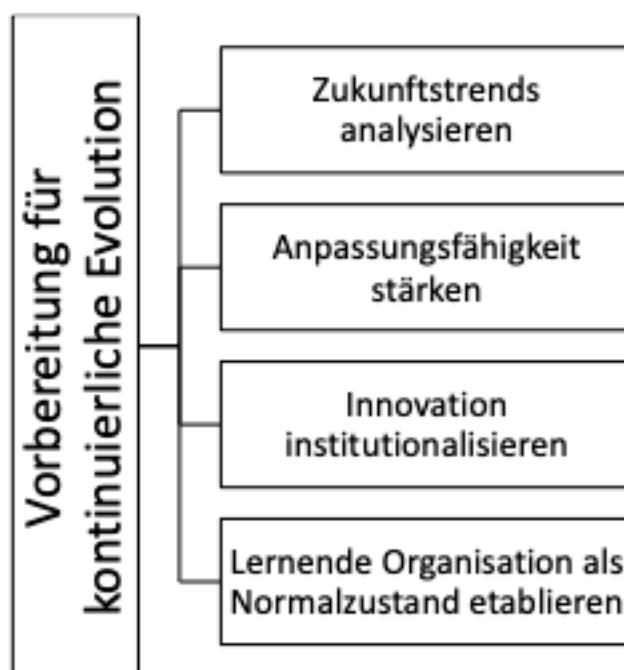 Vorbereitung für
kontinuierliche Evolution
Zukunftstrends
analysieren
Anpassungsfähigkeit
stärken
Innovation
institutionalisieren
Lernende Organisation als
Normalzustand etablieren